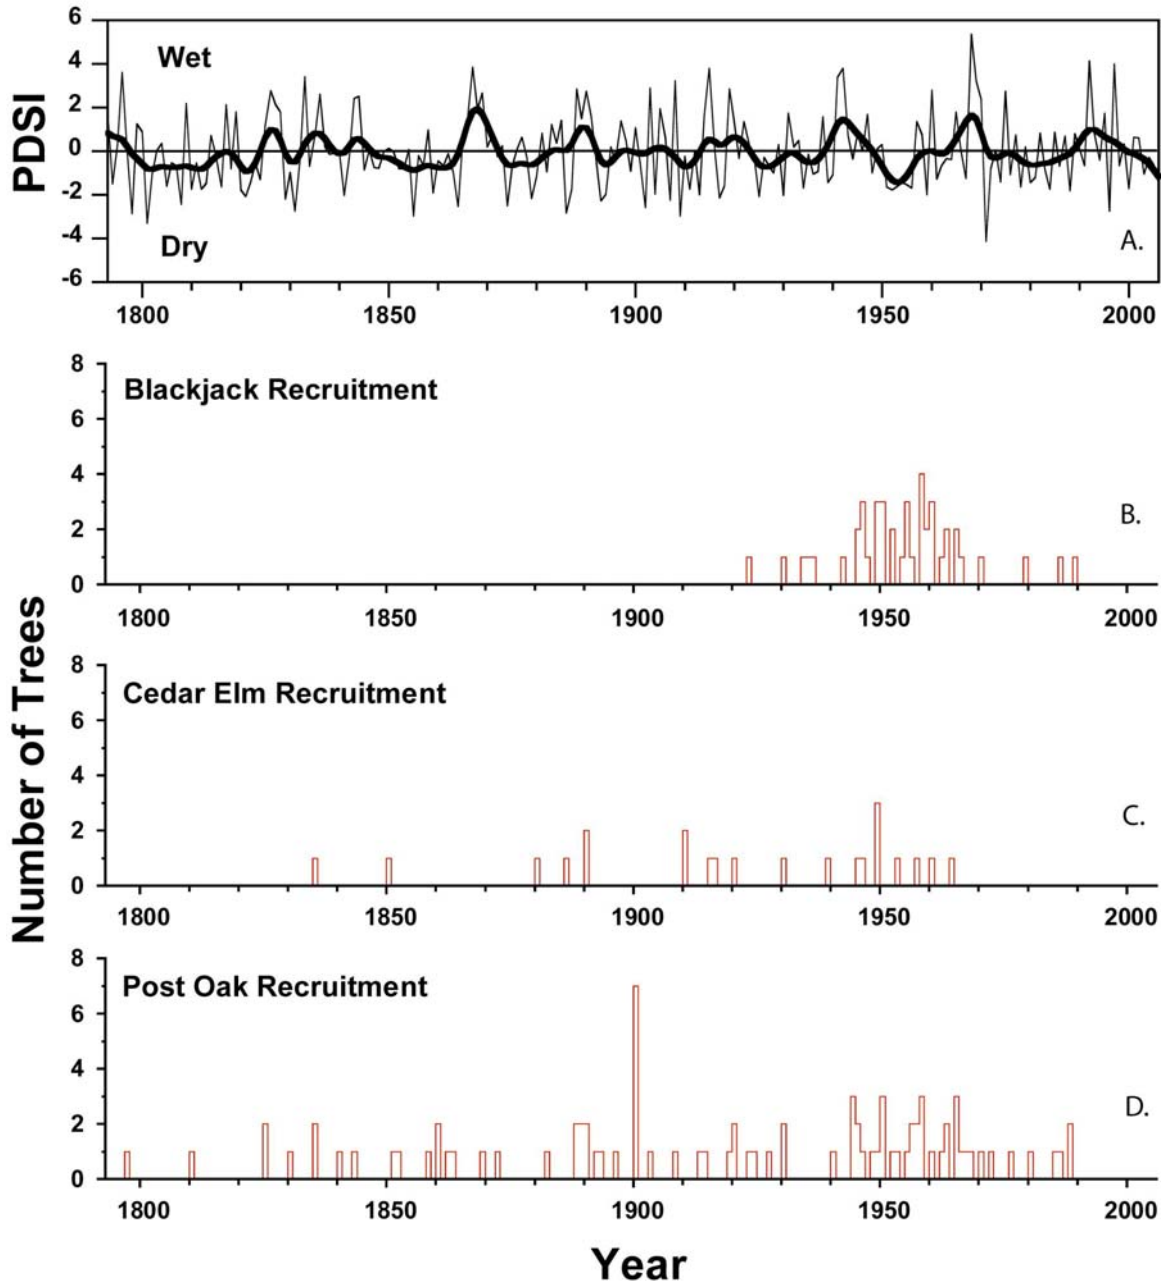 PDSI
6
4
2
0
-2
-4
-6
Wet
Dry
A.
1800 1850 1900 1950 2000
Number of Trees
8
6
4
2
0
Blackjack Recruitment
B.
1800 1850 1900 1950 2000
8
6
4
2
0
Cedar Elm Recruitment
C.
1800 1850 1900 1950 2000
8
6
4
2
0
Post Oak Recruitment
D.
1800 1850 1900 1950 2000
Year